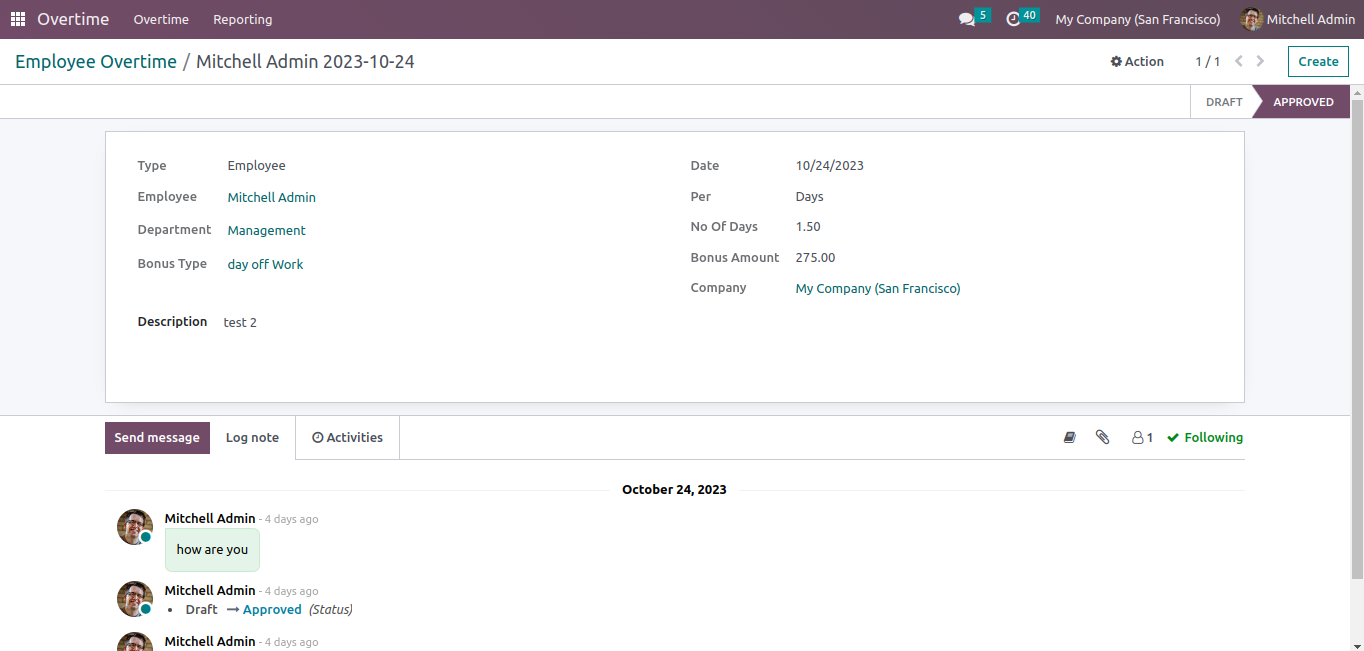 Overtime Overtime Reporting 5 40 My Company (San Francisco) Mitchell Admin
Employee Overtime / Mitchell Admin 2023-10-24 Action 1 / 1 Create
DRAFT APPROVED
Type Employee Date 10/24/2023
Employee Mitchell Admin Per Days
Department Management No Of Days 1.50
Bonus Type day off Work Bonus Amount 275.00
Company My Company (San Francisco)
Description test 2
Send message Log note Activities 1 Following
October 24, 2023
Mitchell Admin - 4 days ago
how are you
Mitchell Admin - 4 days ago
• Draft → Approved (Status)
Mitchell Admin - 4 days ago